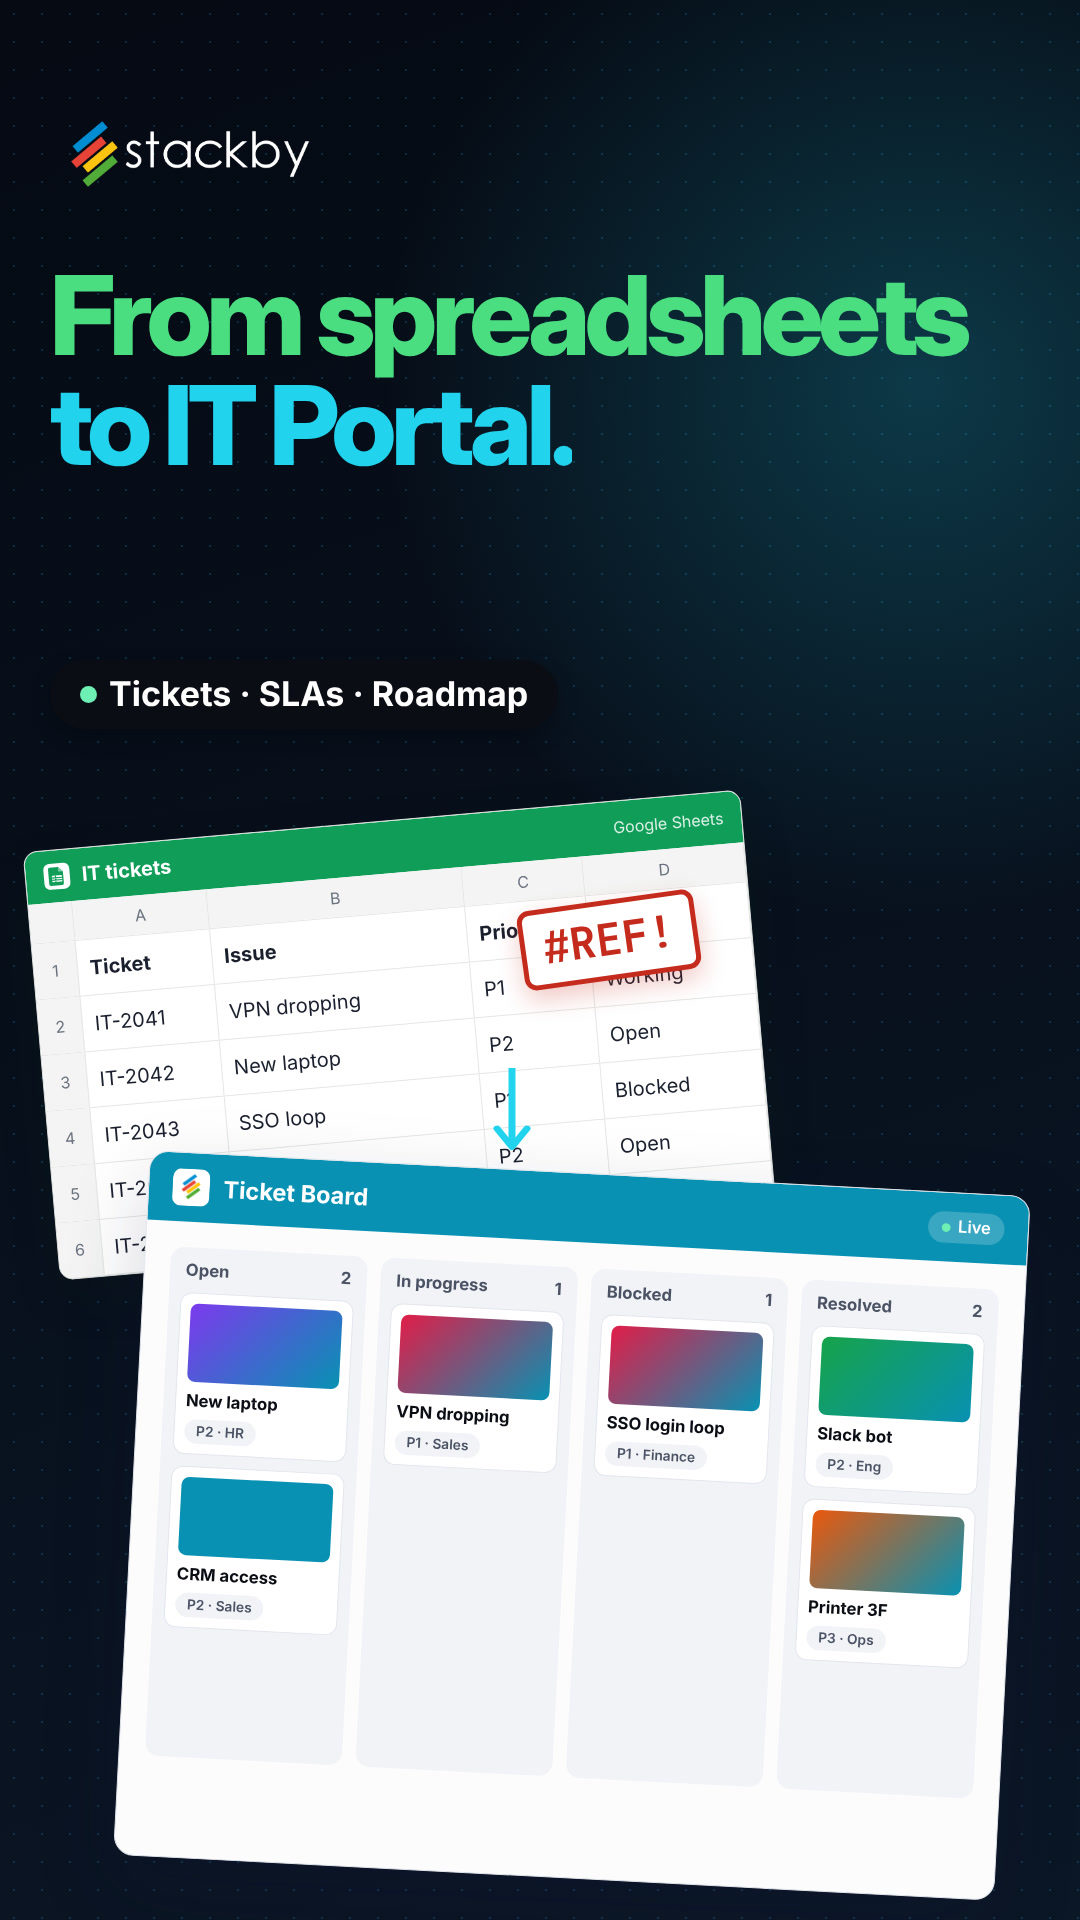 stackby
From spreadsheets
to IT Portal.
Tickets · SLAs · Roadmap
IT tickets
Google Sheets
A B C D
1 Ticket Issue
#REF!
2 IT-2041 VPN dropping P1 Working
3 IT-2042 New laptop P2 Open
4 IT-2043 SSO loop Blocked
5 P2 Open
6
Ticket Board
Live
Open 2
New laptop
P2 · HR
CRM access
P2 · Sales
In progress 1
VPN dropping
P1 · Sales
Blocked 1
SSO login loop
P1 · Finance
Resolved 2
Slack bot
P2 · Eng
Printer 3F
P3 · Ops